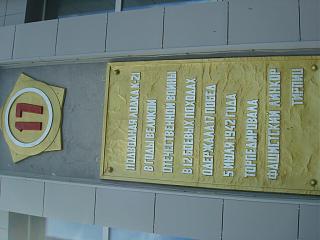 17
ПОДВОДНАЯ ЛОДКА К-21
В ГОДЫ ВЕЛИКОЙ
ОТЕЧЕСТВЕННОЙ ВОЙНЫ
В 12 БОЕВЫХ ПОХОДАХ
ОДЕРЖАЛА 17 ПОБЕД
5 ИЮЛЯ 1942 ГОДА
ТОРПЕДИРОВАЛА
ФАШИСТСКИЙ ЛИНКОР
ТИРПИЦ